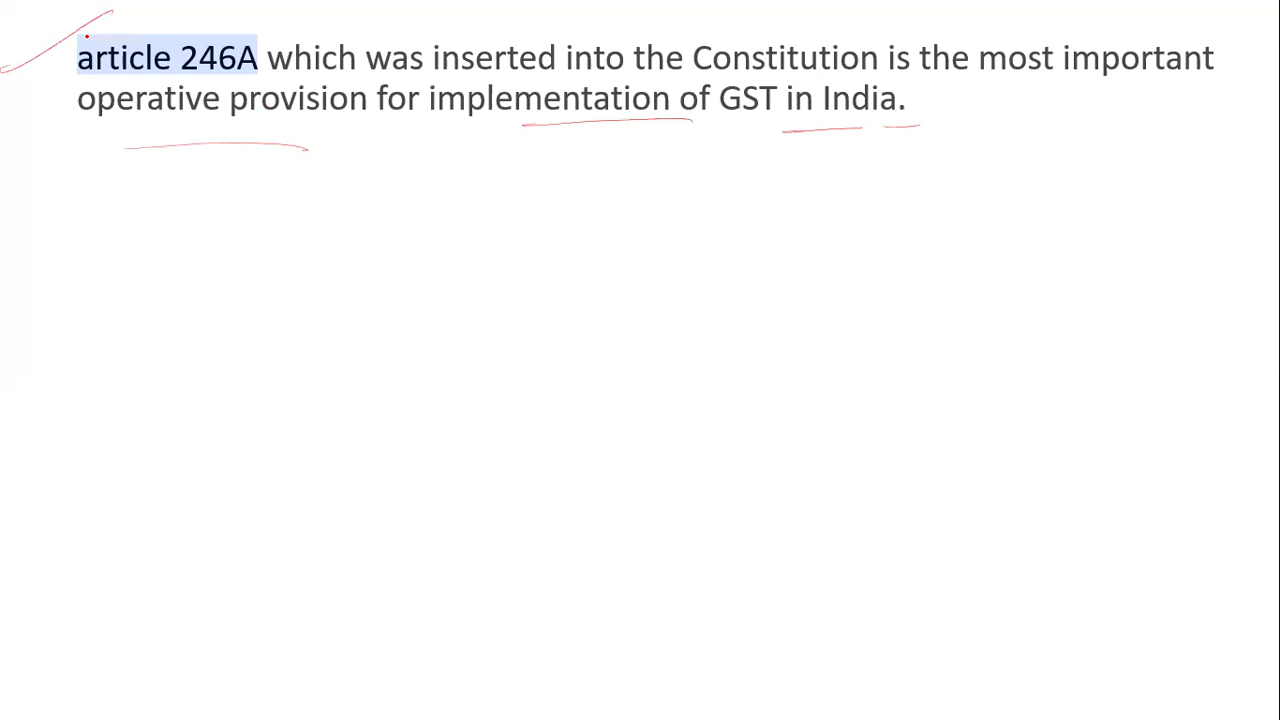 article 246A which was inserted into the Constitution is the most important
operative provision for implementation of GST in India.